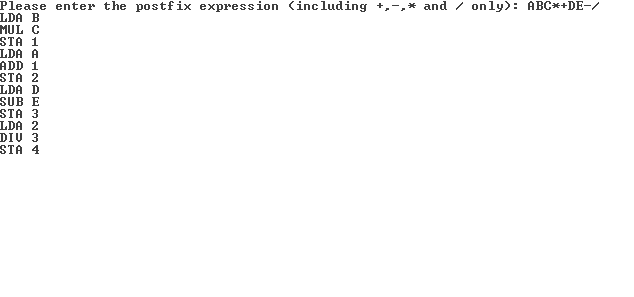 Please enter the postfix expression (including +,-,* and / only): ABC*+DE-/
LDA B
MUL C
STA 1
LDA A
ADD 1
STA 2
LDA D
SUB E
STA 3
LDA 2
DIV 3
STA 4